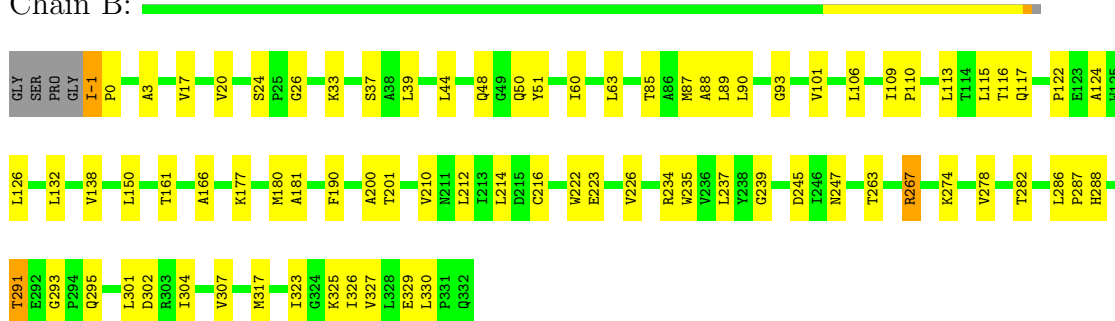 Chain B:
GLY SER PRO GLY I-1 P0 A3 V17 V20 S24 P25 G26 K33 S37 A38 L39 L44 Q48 G49 Q50 Y51 I60 L63 T85 A86 M87 A88 L89 L90 G93 V101 L106 I109 P110 L113 T114 L115 T116 Q117 P122 E123 A124 W125
L126 L132 V138 L150 T161 A166 K177 M180 A181 F190 A200 T201 V210 N211 L212 I213 L214 D215 C216 W222 E223 V226 R234 W235 V236 L237 Y238 G239 D245 I246 N247 T263 R267 K274 V278 T282 L286 P287 H288
T291 E292 G293 P294 Q295 L301 D302 R303 I304 V307 M317 I323 G324 K325 I326 V327 L328 E329 L330 P331 Q332